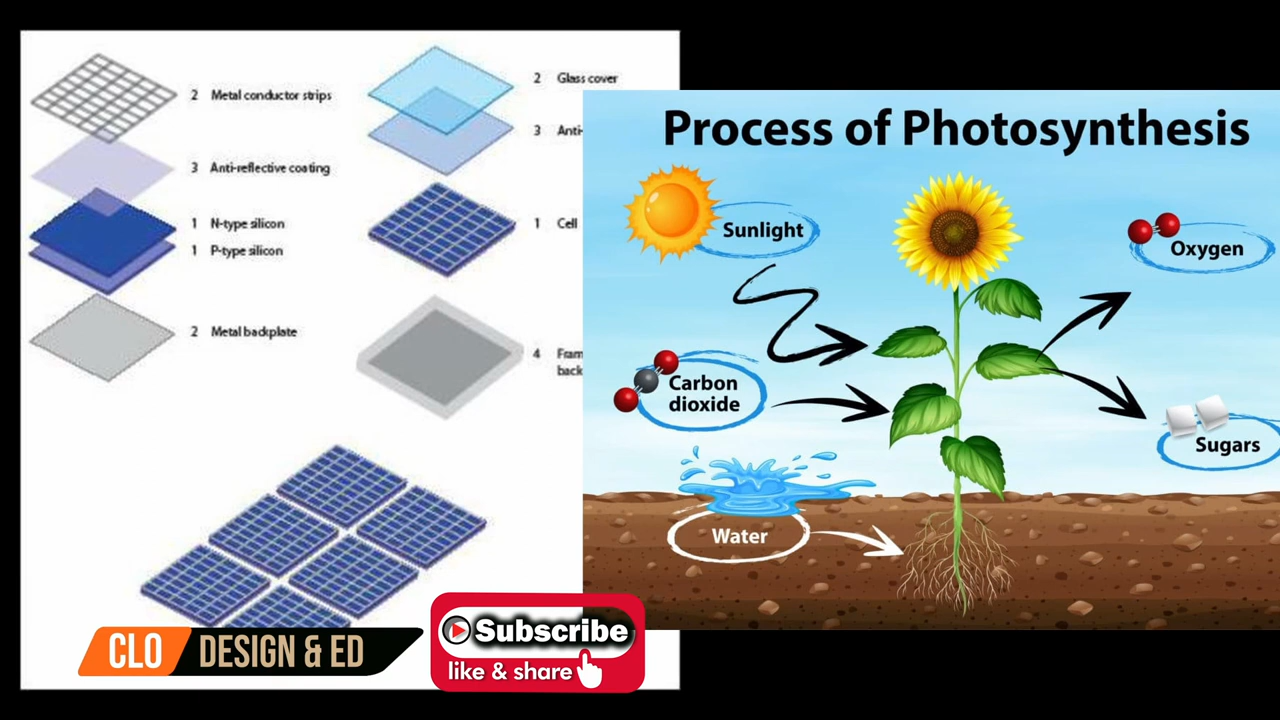 2 Metal conductor strips
3 Anti-reflective coating
1 N-type silicon
1 P-type silicon
2 Metal backplate
2 Glass cover
3 Anti-
1 Cell
4 Fram
back
Process of Photosynthesis
Sunlight
Oxygen
Carbon
dioxide
Sugars
Water
CLO DESIGN & ED
Subscribe
like & share